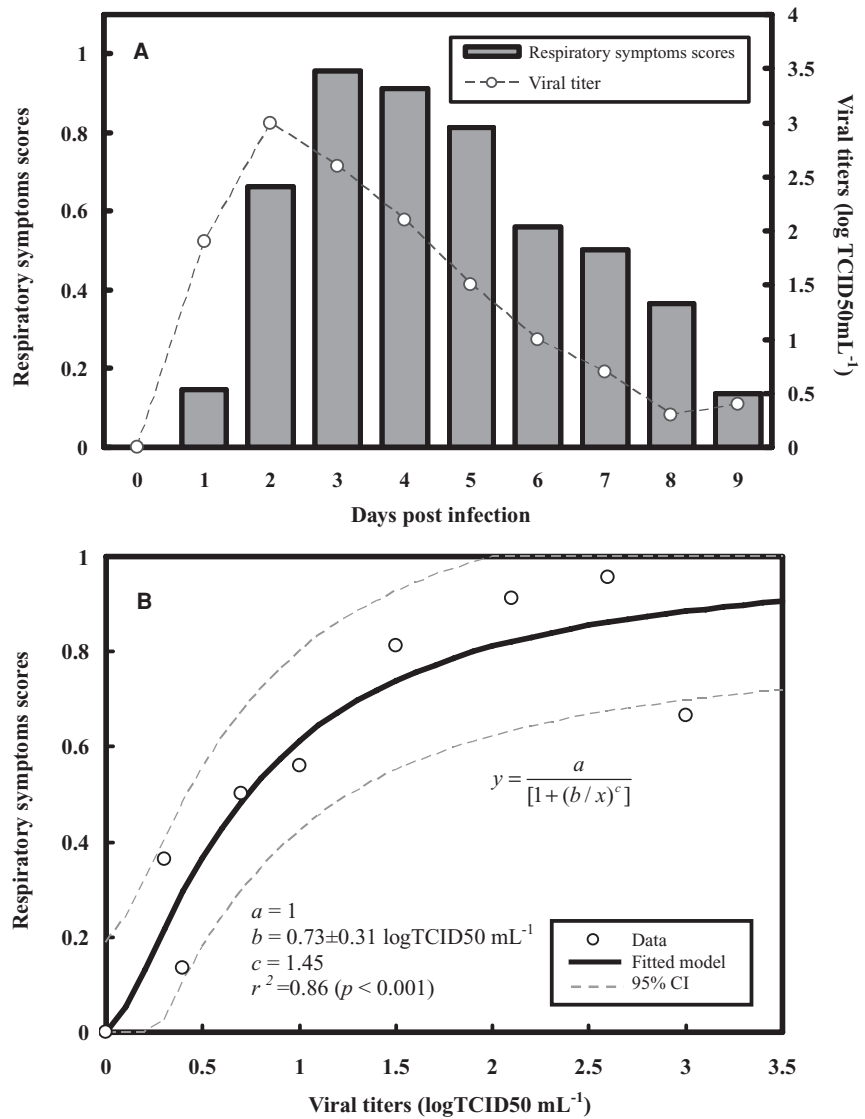 A
Respiratory symptoms scores
Viral titer
Respiratory symptoms scores
1
0.8
0.6
0.4
0.2
0
4
3.5
3
2.5
2
1.5
1
0.5
0
Viral titers (log TCID50mL-1)
0 1 2 3 4 5 6 7 8 9
Days post infection
B
Respiratory symptoms scores
1
0.8
0.6
0.4
0.2
0
y = a / [1 + (b / x)^c ]
a = 1
b = 0.73±0.31 logTCID50 mL-1
c = 1.45
r 2 =0.86 (p < 0.001)
Data
Fitted model
95% CI
0 0.5 1 1.5 2 2.5 3 3.5
Viral titers (logTCID50 mL-1)